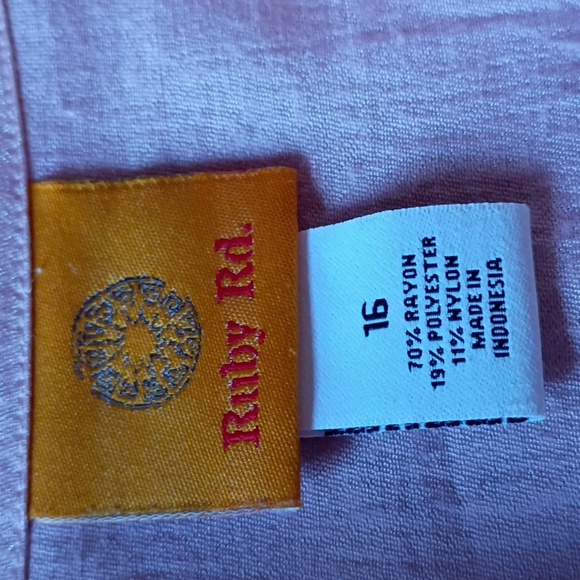 Ruby Rd.
16
70% RAYON
19% POLYESTER
11% NYLON
MADE IN
INDONESIA